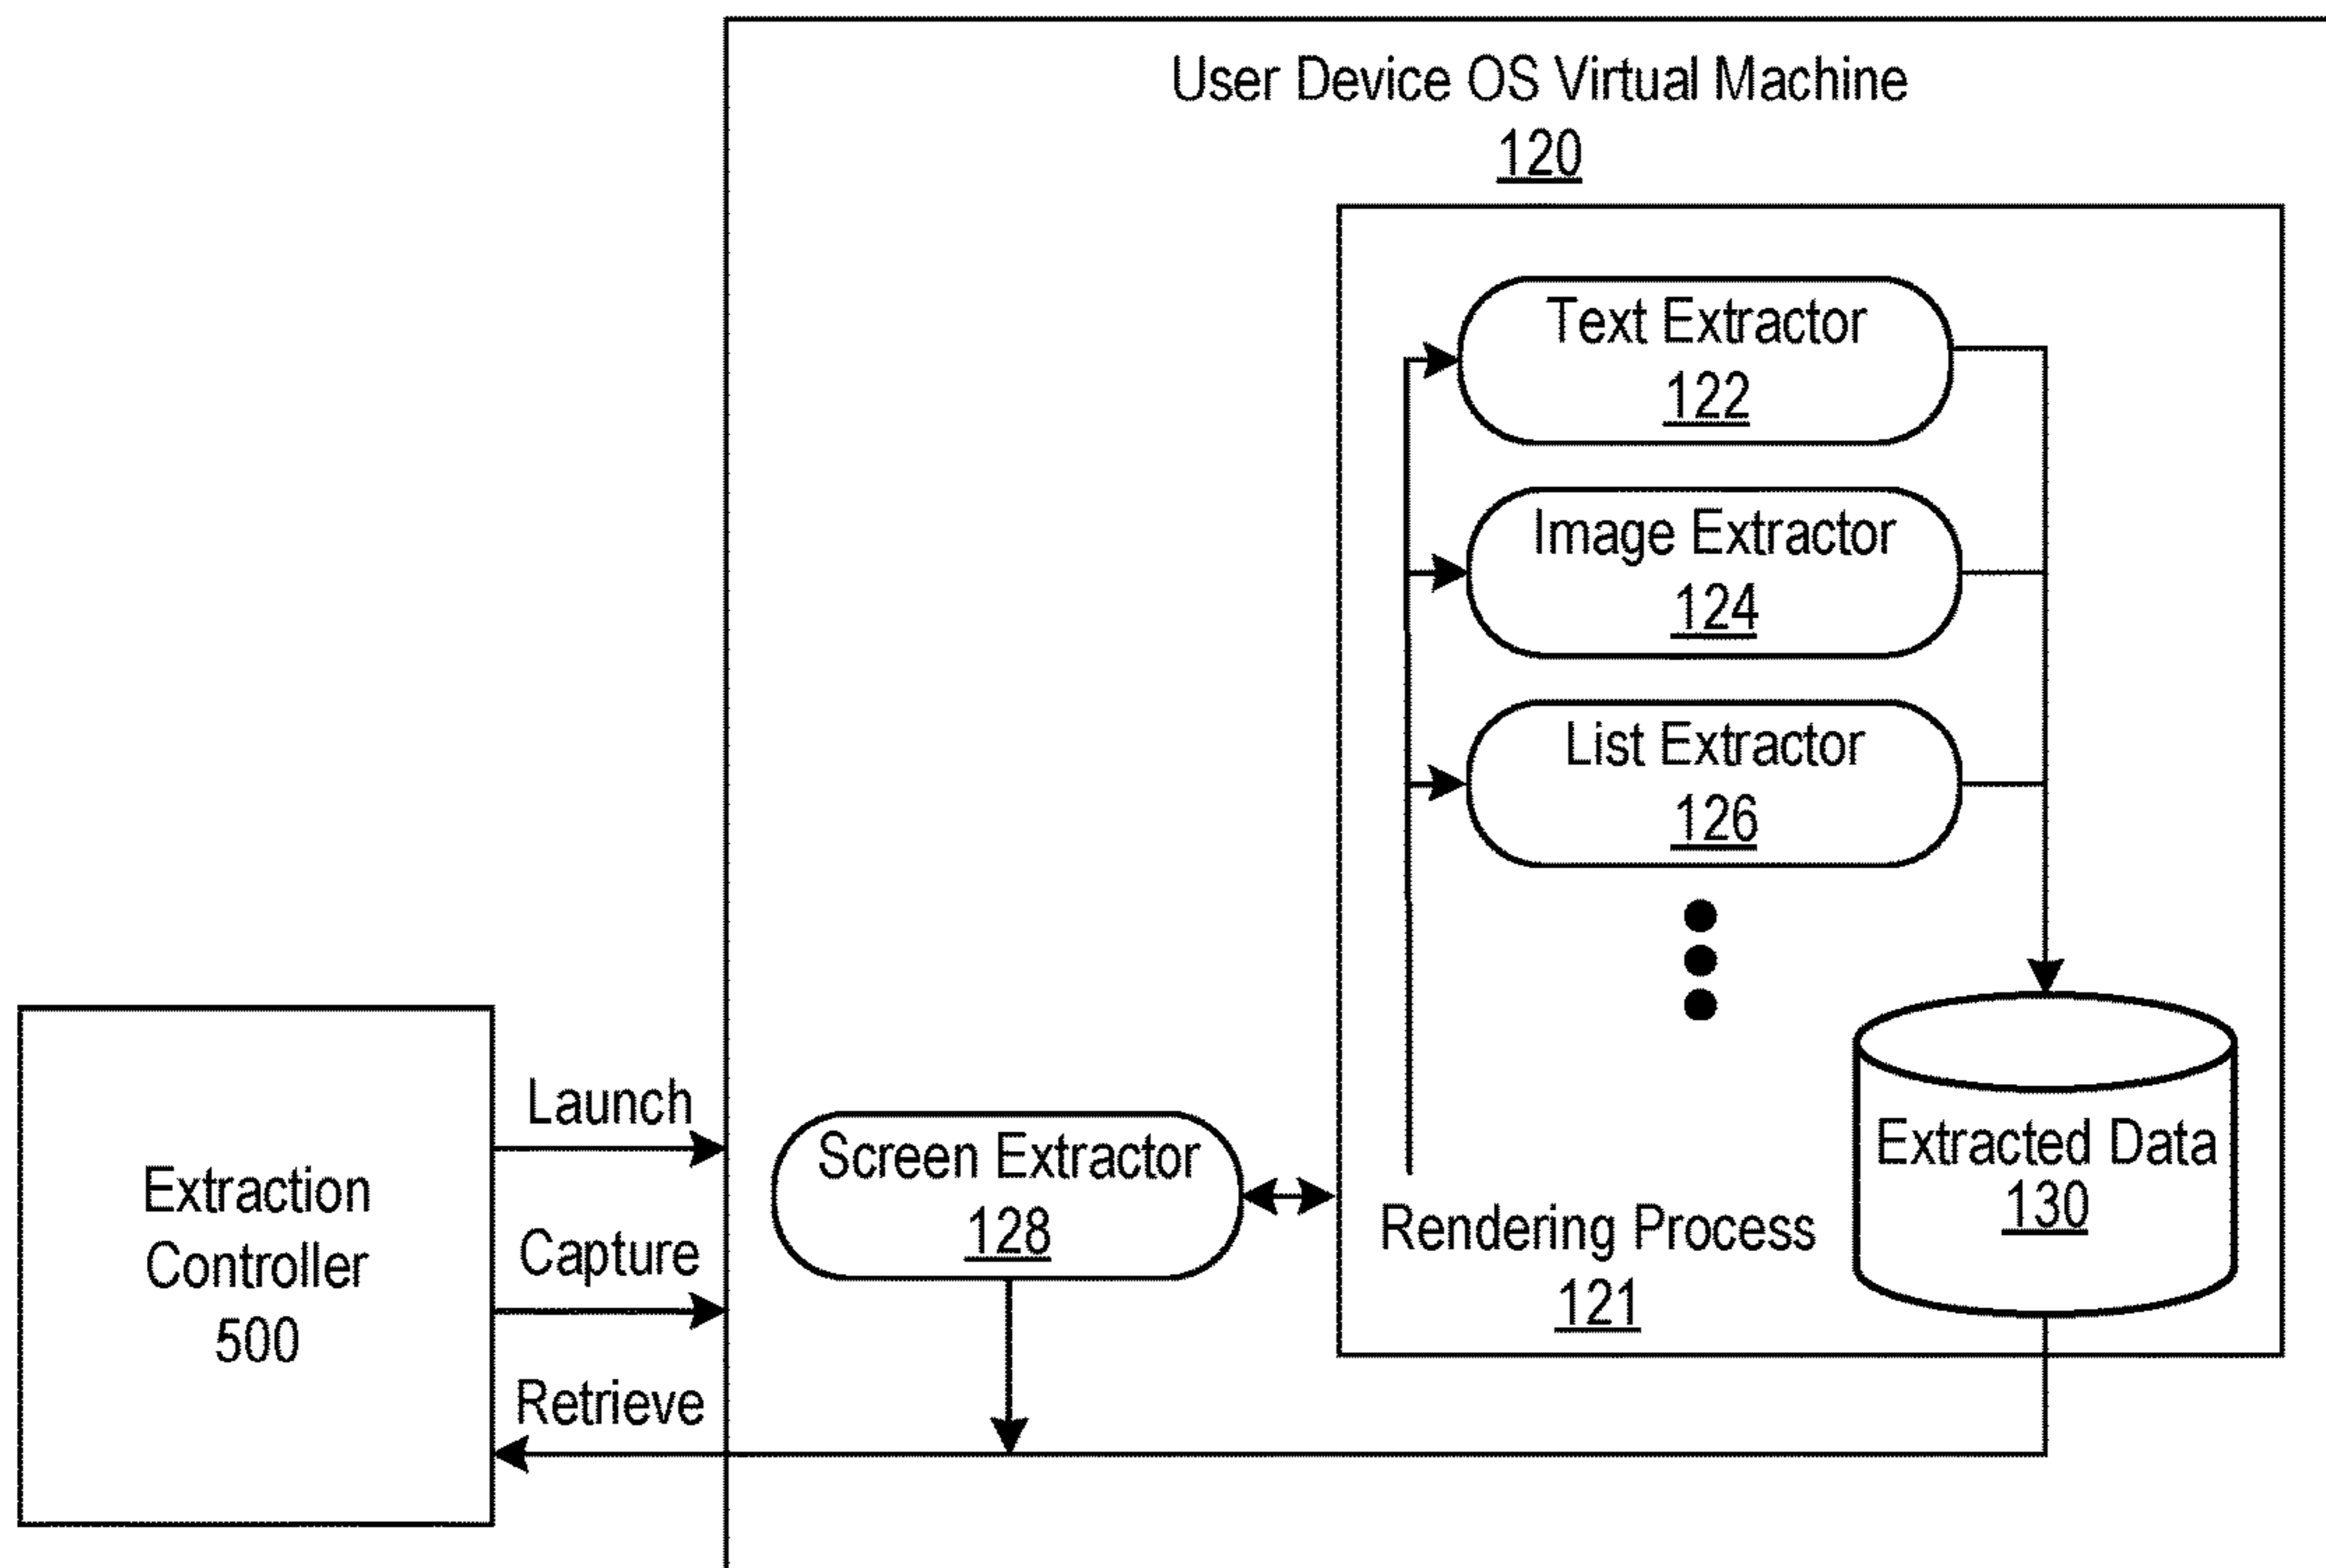 User Device OS Virtual Machine
120
Text Extractor
122
Image Extractor
124
List Extractor
126
Extracted Data
130
Rendering Process
121
Screen Extractor
128
Launch
Capture
Retrieve
Extraction
Controller
500